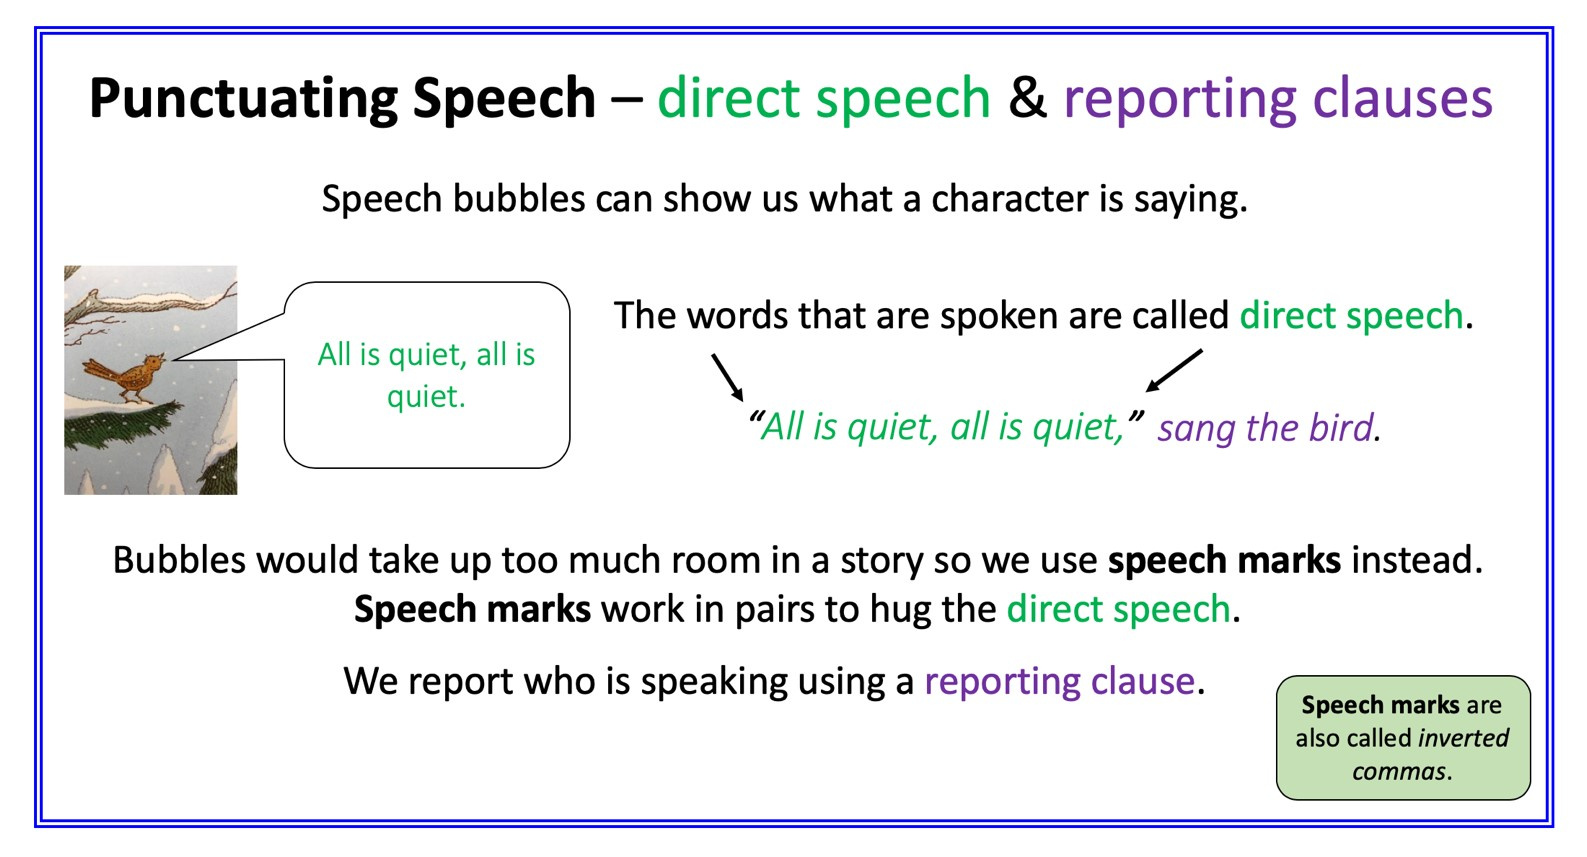 Punctuating Speech – direct speech & reporting clauses
Speech bubbles can show us what a character is saying.
All is quiet, all is
quiet.
The words that are spoken are called direct speech.
“All is quiet, all is quiet,” sang the bird.
Bubbles would take up too much room in a story so we use speech marks instead.
Speech marks work in pairs to hug the direct speech.
We report who is speaking using a reporting clause.
Speech marks are
also called inverted
commas.